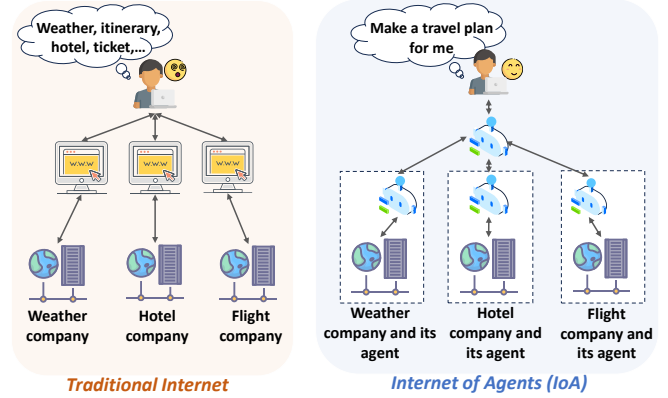 Weather, itinerary,
hotel, ticket,...
www
www
www
Weather
company
Hotel
company
Flight
company
Traditional Internet
Make a travel plan
for me
Weather
company and its
agent
Hotel
company and
its agent
Flight
company and
its agent
Internet of Agents (IoA)